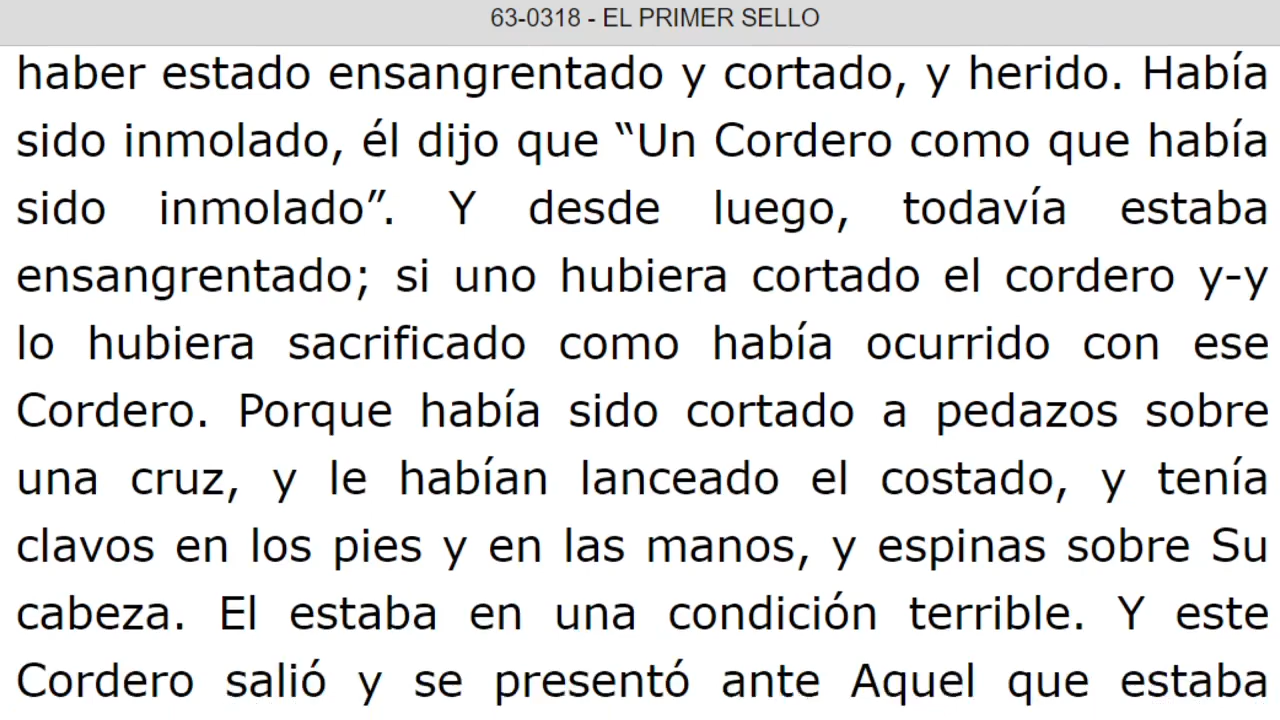 63-0318 - EL PRIMER SELLO
haber estado ensangrentado y cortado, y herido. Había
sido inmolado, él dijo que “Un Cordero como que había
sido inmolado”. Y desde luego, todavía estaba
ensangrentado; si uno hubiera cortado el cordero y-y
lo hubiera sacrificado como había ocurrido con ese
Cordero. Porque había sido cortado a pedazos sobre
una cruz, y le habían lanceado el costado, y tenía
clavos en los pies y en las manos, y espinas sobre Su
cabeza. El estaba en una condición terrible. Y este
Cordero salió y se presentó ante Aquel que estaba